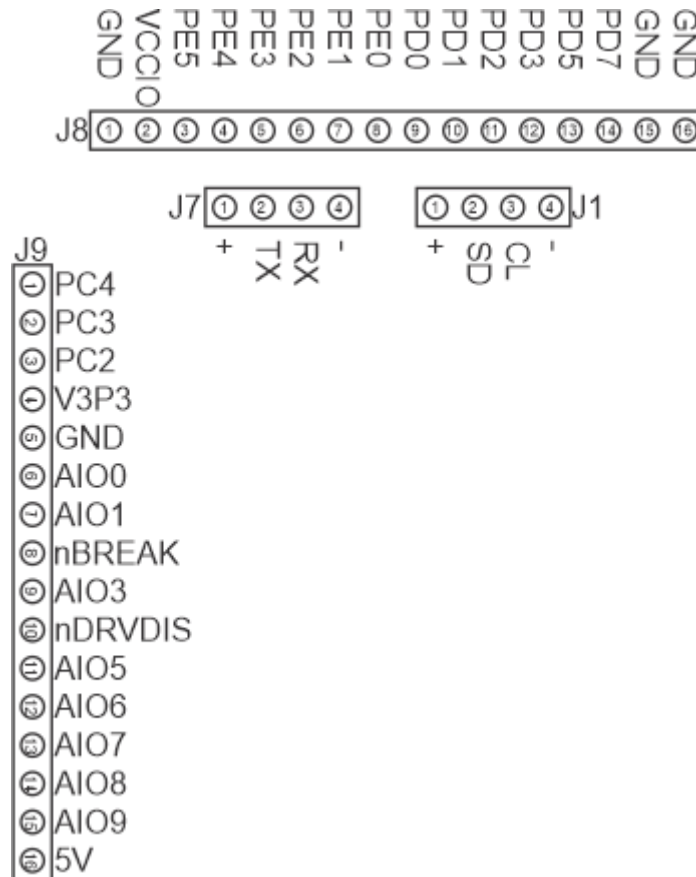 GND VCCIO PE5 PE4 PE3 PE2 PE1 PE0 PD0 PD1 PD2 PD3 PD5 PD7 GND GND
J8 1 2 3 4 5 6 7 8 9 10 11 12 13 14 15 16
J7 1 2 3 4
+ TX RX -
1 2 3 4 J1
+ SD CL -
J9
1 PC4
2 PC3
3 PC2
4 V3P3
5 GND
6 AIO0
7 AIO1
8 nBREAK
9 AIO3
10 nDRVDIS
11 AIO5
12 AIO6
13 AIO7
14 AIO8
15 AIO9
16 5V